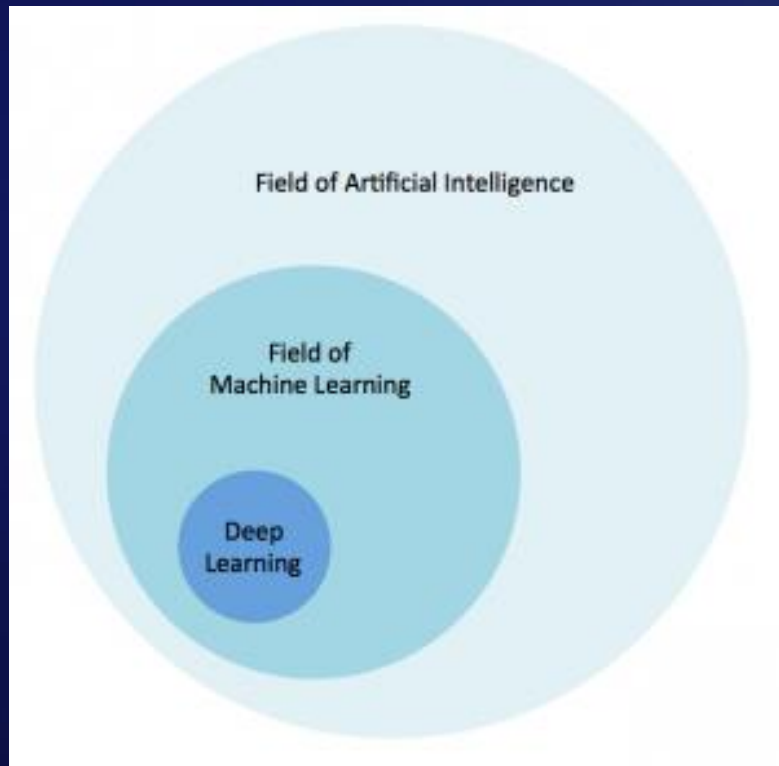 Field of Artificial Intelligence
Field of
Machine Learning
Deep
Learning